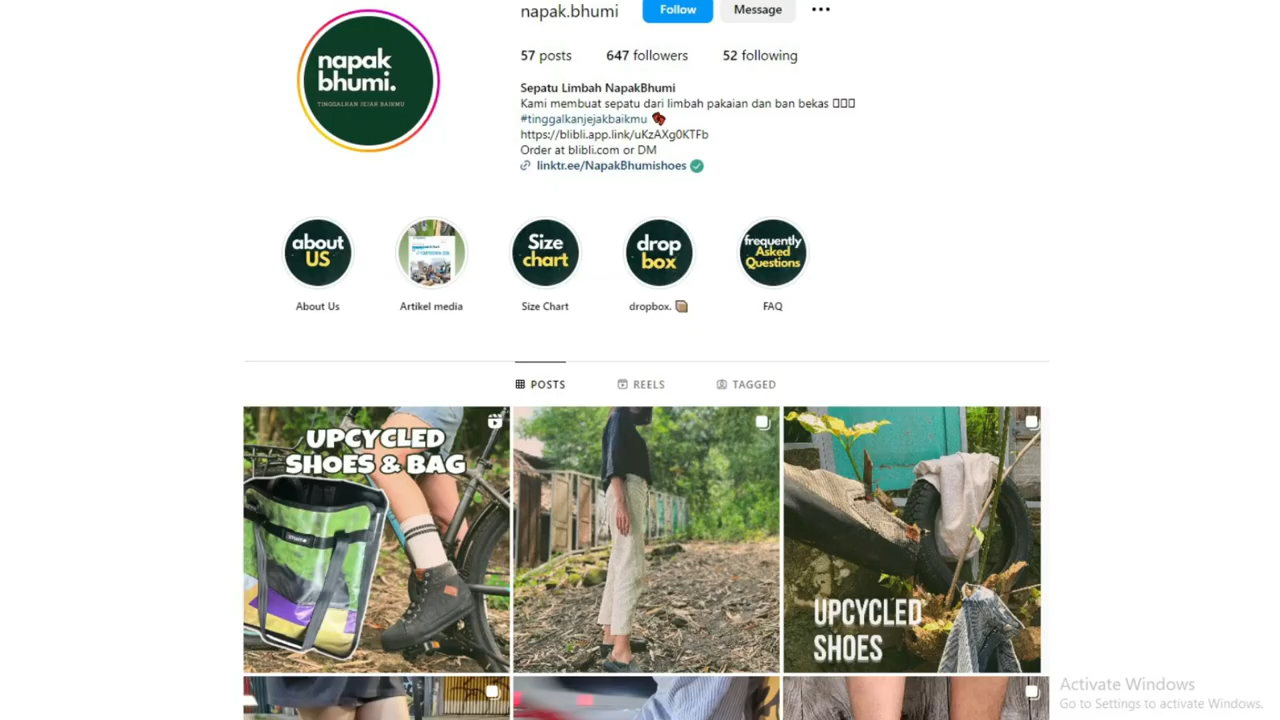 napak.bhumi
Follow
Message
napak
bhumi.
TINGGALKAN JEJAK BAIKMU
57 posts
647 followers
52 following
Sepatu Limbah NapakBhumi
Kami membuat sepatu dari limbah pakaian dan ban bekas
#tinggalkanjejakbaikmu
https://blibli.app.link/uKzAXg0KTFb
Order at blibli.com or DM
linktr.ee/NapakBhumishoes
about
US
Size
chart
drop
box
frequently
Asked
Questions
About Us
Artikel media
Size Chart
dropbox.
FAQ
POSTS
REELS
TAGGED
UPCYCLED
SHOES & BAG
UPCYCLED
SHOES
Activate Windows
Go to Settings to activate Windows.